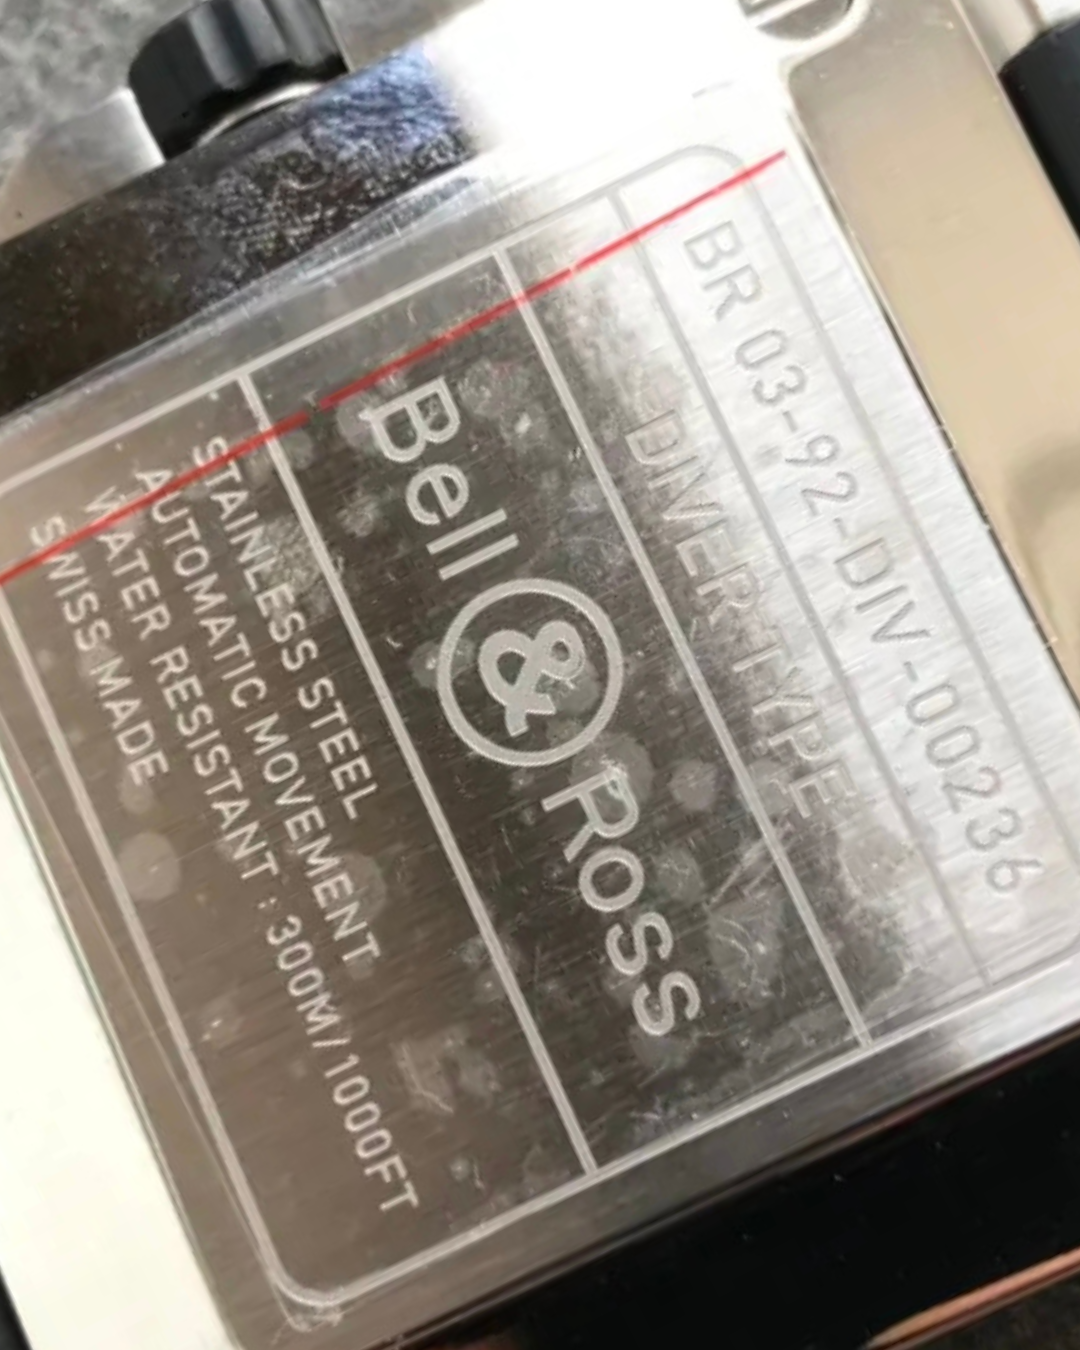 BR 03-92-DIV-00236
DIVER TYPE
Bell & Ross
STAINLESS STEEL
AUTOMATIC MOVEMENT
WATER RESISTANT : 300M/1000FT
SWISS MADE